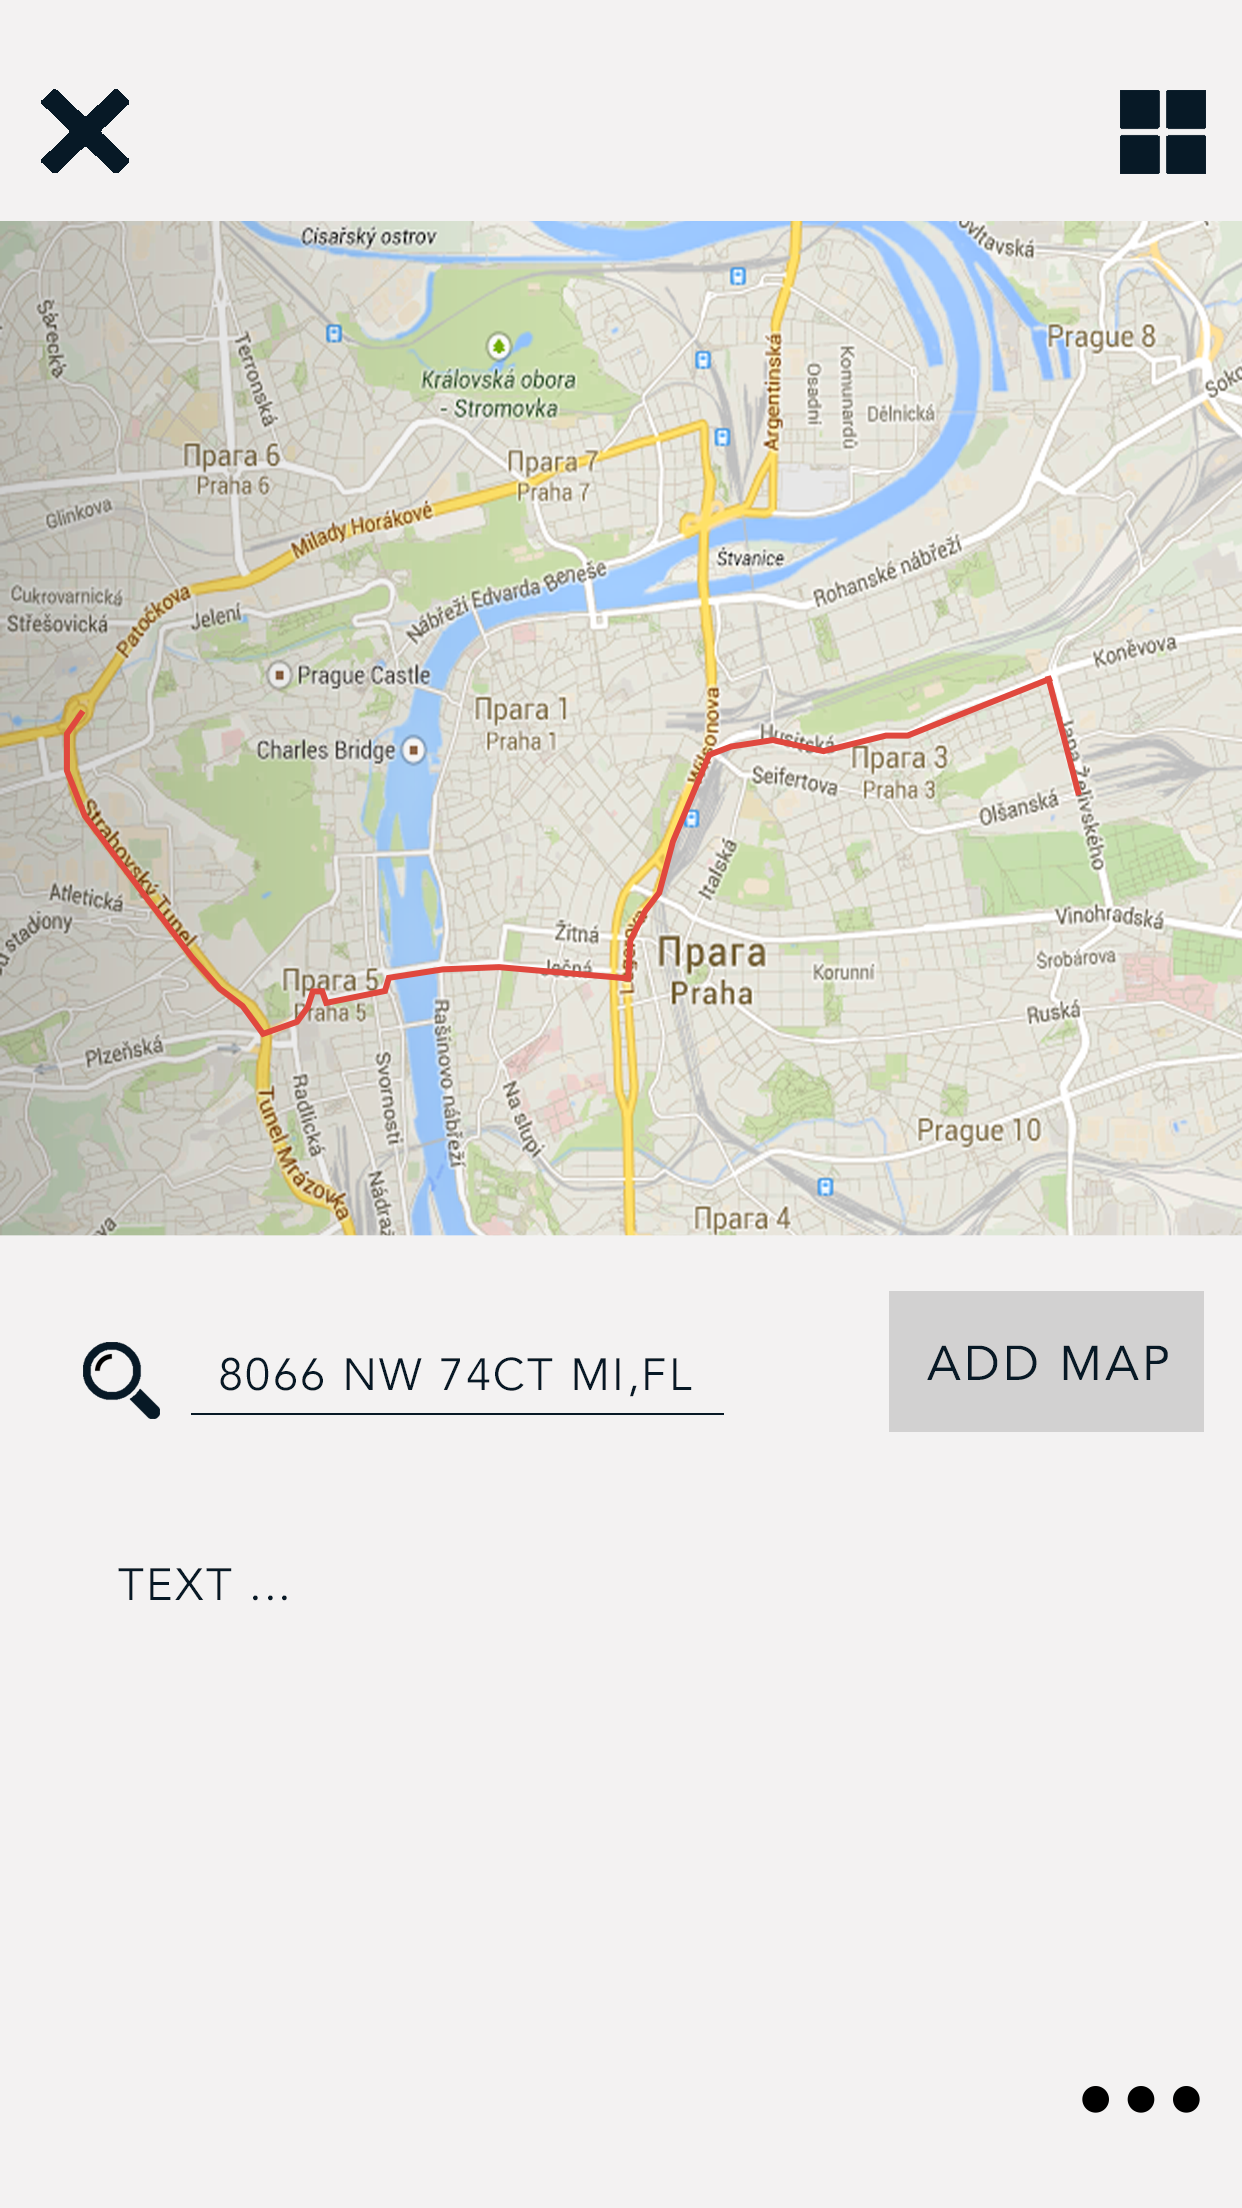 Císařský ostrov
ovltavská
Šárecká
Terronská
Královská obora
- Stromovka
Argentinská
Osadní
Komunardů
Dělnická
Prague 8
Soko
Прага 6
Praha 6
Прага 7
Praha 7
Glinkova
Milady Horákové
Štvanice
Nábřeží Edvarda Beneše
Rohanské nábřeží
Cukrovarnická
Střešovická
Patočkova
Jelení
Koněvova
Prague Castle
Прага 1
Praha 1
Wilsonova
Husitská
Charles Bridge
Прага 3
Praha 3
Seifertova
Jana Želivského
Olšanská
Strahovský Tunel
Italská
Atletická
Vinohradská
Žitná
Legerova
Ječná
Прага
Praha
Korunní
Šrobárova
Прага 5
Praha 5
Ruská
Plzeňská
Rašínovo nábřeží
Svornosti
Radlická
Na slupi
Tunel Mrázovka
Prague 10
Nádraž
Прага 4
8066 NW 74CT MI,FL
ADD MAP
TEXT ...